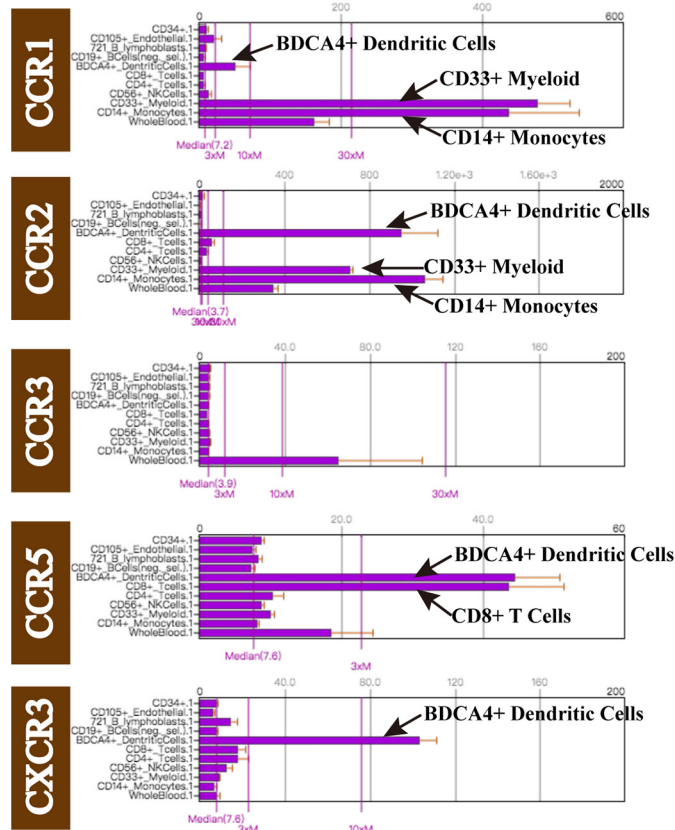 CCR1
0 200 400 600
CD34+.1
CD105+_Endothelial.1
721_B_lymphoblasts.1
CD19+_BCells(neg._sel.).1
BDCA4+_DentriticCells.1
CD8+_Tcells.1
CD4+_Tcells.1
CD56+_NKCells.1
CD33+_Myeloid.1
CD14+_Monocytes.1
WholeBlood.1
BDCA4+ Dendritic Cells
CD33+ Myeloid
CD14+ Monocytes
Median(7.2)
3xM 10xM 30xM
CCR2
0 400 800 1.20e+3 1.60e+3 2000
CD34+.1
CD105+_Endothelial.1
721_B_lymphoblasts.1
CD19+_BCells(neg._sel.).1
BDCA4+_DentriticCells.1
CD8+_Tcells.1
CD4+_Tcells.1
CD56+_NKCells.1
CD33+_Myeloid.1
CD14+_Monocytes.1
WholeBlood.1
BDCA4+ Dendritic Cells
CD33+ Myeloid
CD14+ Monocytes
Median(3.7)
CCR3
0 40.0 80.0 120 160 200
CD34+.1
CD105+_Endothelial.1
721_B_lymphoblasts.1
CD19+_BCells(neg._sel.).1
BDCA4+_DentriticCells.1
CD8+_Tcells.1
CD4+_Tcells.1
CD56+_NKCells.1
CD33+_Myeloid.1
CD14+_Monocytes.1
WholeBlood.1
Median(3.9)
3xM 10xM 30xM
CCR5
0 20.0 40.0 60
CD34+.1
CD105+_Endothelial.1
721_B_lymphoblasts.1
CD19+_BCells(neg._sel.).1
BDCA4+_DentriticCells.1
CD8+_Tcells.1
CD4+_Tcells.1
CD56+_NKCells.1
CD33+_Myeloid.1
CD14+_Monocytes.1
WholeBlood.1
BDCA4+ Dendritic Cells
CD8+ T Cells
Median(7.6) 3xM
CXCR3
0 40.0 80.0 120 160 200
CD34+.1
CD105+_Endothelial.1
721_B_lymphoblasts.1
CD19+_BCells(neg._sel.).1
BDCA4+_DentriticCells.1
CD8+_Tcells.1
CD4+_Tcells.1
CD56+_NKCells.1
CD33+_Myeloid.1
CD14+_Monocytes.1
WholeBlood.1
BDCA4+ Dendritic Cells
Median(7.6)
3xM 10xM